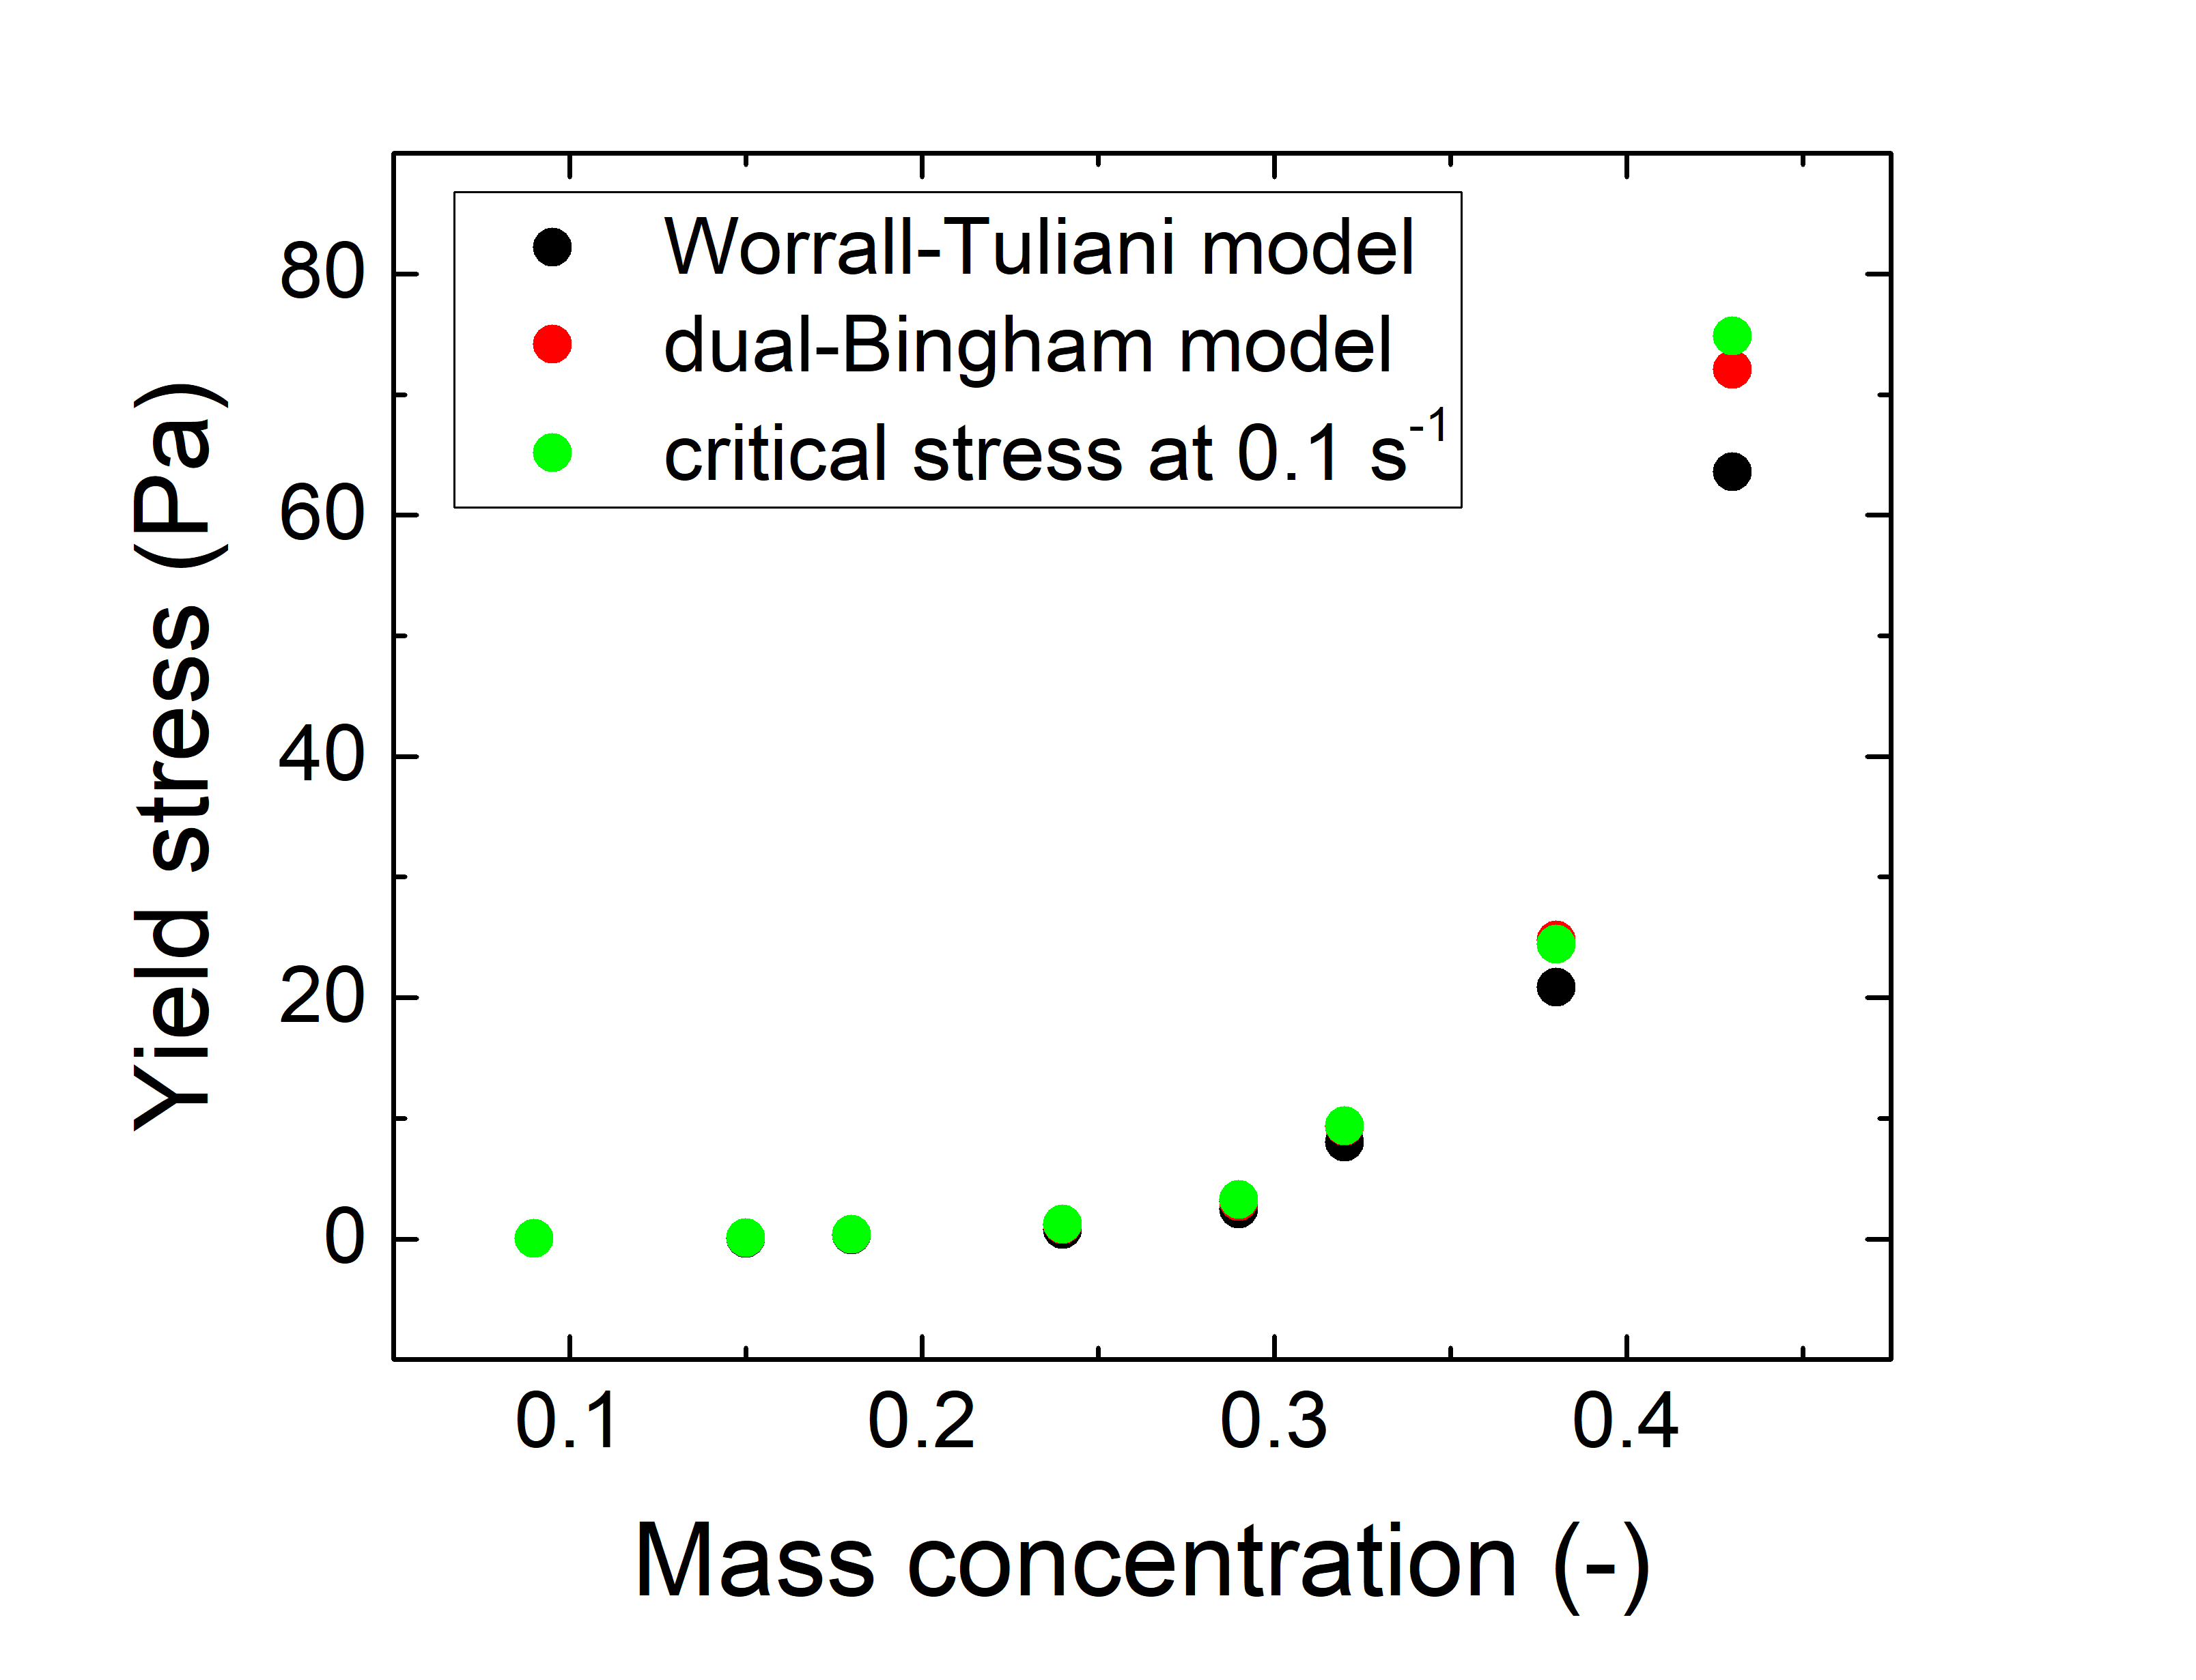 Worrall-Tuliani model
dual-Bingham model
critical stress at 0.1 s⁻¹
80
60
40
20
0
Yield stress (Pa)
0.1 0.2 0.3 0.4
Mass concentration (-)